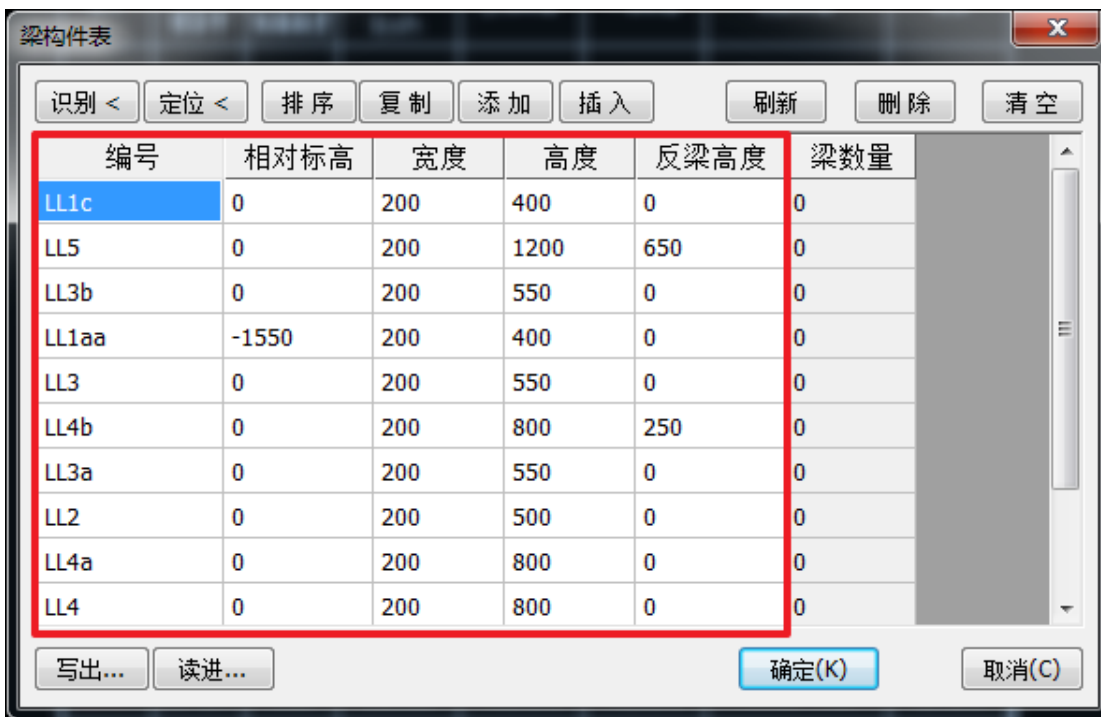 梁构件表
识别 < 定位 < 排序 复制 添加 插入 刷新 删除 清空
编号 相对标高 宽度 高度 反梁高度 梁数量
LL1c 0 200 400 0 0
LL5 0 200 1200 650 0
LL3b 0 200 550 0 0
LL1aa -1550 200 400 0 0
LL3 0 200 550 0 0
LL4b 0 200 800 250 0
LL3a 0 200 550 0 0
LL2 0 200 500 0 0
LL4a 0 200 800 0 0
LL4 0 200 800 0 0
写出... 读进... 确定(K) 取消(C)